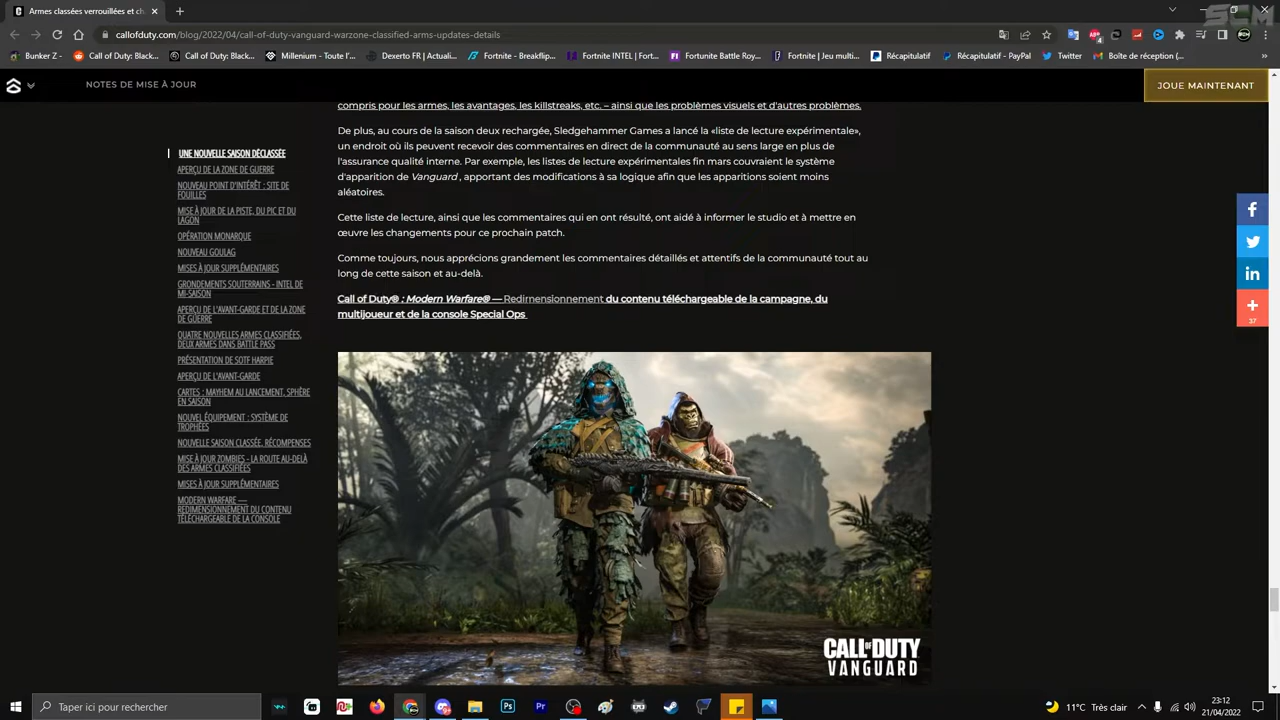 Armes classées verrouillées et ch
SCM
callofduty.com/blog/2022/04/call-of-duty-vanguard-warzone-classified-arms-updates-details
Bunker Z -
Call of Duty: Black...
Call of Duty: Black...
Millenium - Toute l'...
Dexerto FR | Actuali...
Fortnite - Breakflip...
Fortnite INTEL | Fort...
Fortunite Battle Roy...
Fortnite | Jeu multi...
Récapitulatif
Récapitulatif - PayPal
Twitter
Boîte de réception (...
NOTES DE MISE À JOUR
JOUE MAINTENANT
compris pour les armes, les avantages, les killstreaks, etc. – ainsi que les problèmes visuels et d'autres problèmes.
De plus, au cours de la saison deux rechargée, Sledgehammer Games a lancé la «liste de lecture expérimentale»,
un endroit où ils peuvent recevoir des commentaires en direct de la communauté au sens large en plus de
l'assurance qualité interne. Par exemple, les listes de lecture expérimentales fin mars couvraient le système
d'apparition de Vanguard , apportant des modifications à sa logique afin que les apparitions soient moins
aléatoires.
Cette liste de lecture, ainsi que les commentaires qui en ont résulté, ont aidé à informer le studio et à mettre en
œuvre les changements pour ce prochain patch.
Comme toujours, nous apprécions grandement les commentaires détaillés et attentifs de la communauté tout au
long de cette saison et au-delà.
Call of Duty® : Modern Warfare® — Redimensionnement du contenu téléchargeable de la campagne, du
multijoueur et de la console Special Ops
UNE NOUVELLE SAISON DÉCLASSÉE
APERÇU DE LA ZONE DE GUERRE
NOUVEAU POINT D'INTÉRÊT : SITE DE
FOUILLES
MISE À JOUR DE LA PISTE, DU PIC ET DU
LAGON
OPÉRATION MONARQUE
NOUVEAU GOULAG
MISES À JOUR SUPPLÉMENTAIRES
GRONDEMENTS SOUTERRAINS - INTEL DE
MI-SAISON
APERÇU DE L'AVANT-GARDE ET DE LA ZONE
DE GUERRE
QUATRE NOUVELLES ARMES CLASSIFIÉES,
DEUX ARMES DANS BATTLE PASS
PRÉSENTATION DE SOTF HARPIE
APERÇU DE L'AVANT-GARDE
CARTES : MAYHEM AU LANCEMENT, SPHÈRE
EN SAISON
NOUVEL ÉQUIPEMENT : SYSTÈME DE
TROPHÉES
NOUVELLE SAISON CLASSÉE, RÉCOMPENSES
MISE À JOUR ZOMBIES - LA ROUTE AU-DELÀ
DES ARMES CLASSIFIÉES
MISES À JOUR SUPPLÉMENTAIRES
MODERN WARFARE —
REDIMENSIONNEMENT DU CONTENU
TÉLÉCHARGEABLE DE LA CONSOLE
37
CALL OF DUTY
VANGUARD
Taper ici pour rechercher
11°C Très clair
23:12
21/04/2022